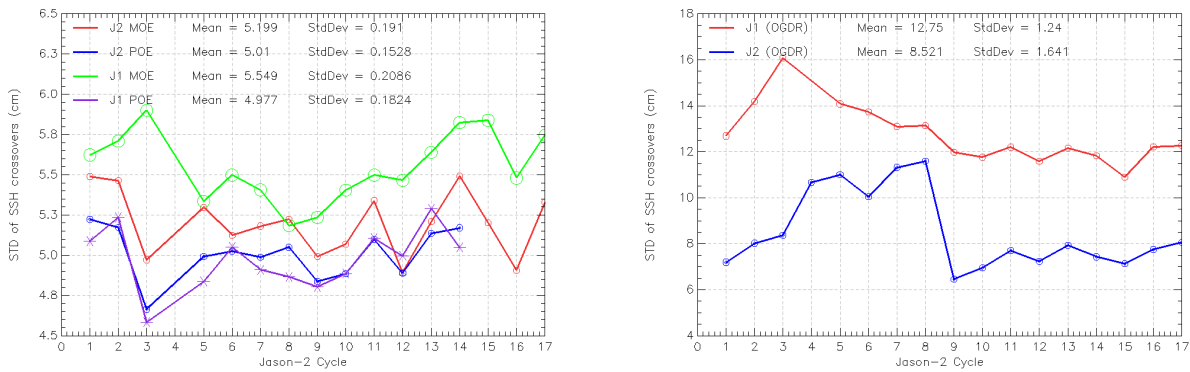 6.5
6.3
6.0
5.8
5.5
5.3
5.0
4.8
4.5
STD of SSH crossovers (cm)
J2 MOE Mean = 5.199 StdDev = 0.191
J2 POE Mean = 5.01 StdDev = 0.1528
J1 MOE Mean = 5.549 StdDev = 0.2086
J1 POE Mean = 4.977 StdDev = 0.1824
0 1 2 3 4 5 6 7 8 9 10 11 12 13 14 15 16 17
Jason-2 Cycle
18
16
14
12
10
8
6
4
STD of SSH crossovers (cm)
J1 (OGDR) Mean = 12.75 StdDev = 1.24
J2 (OGDR) Mean = 8.521 StdDev = 1.641
0 1 2 3 4 5 6 7 8 9 10 11 12 13 14 15 16 17
Jason-2 Cycle